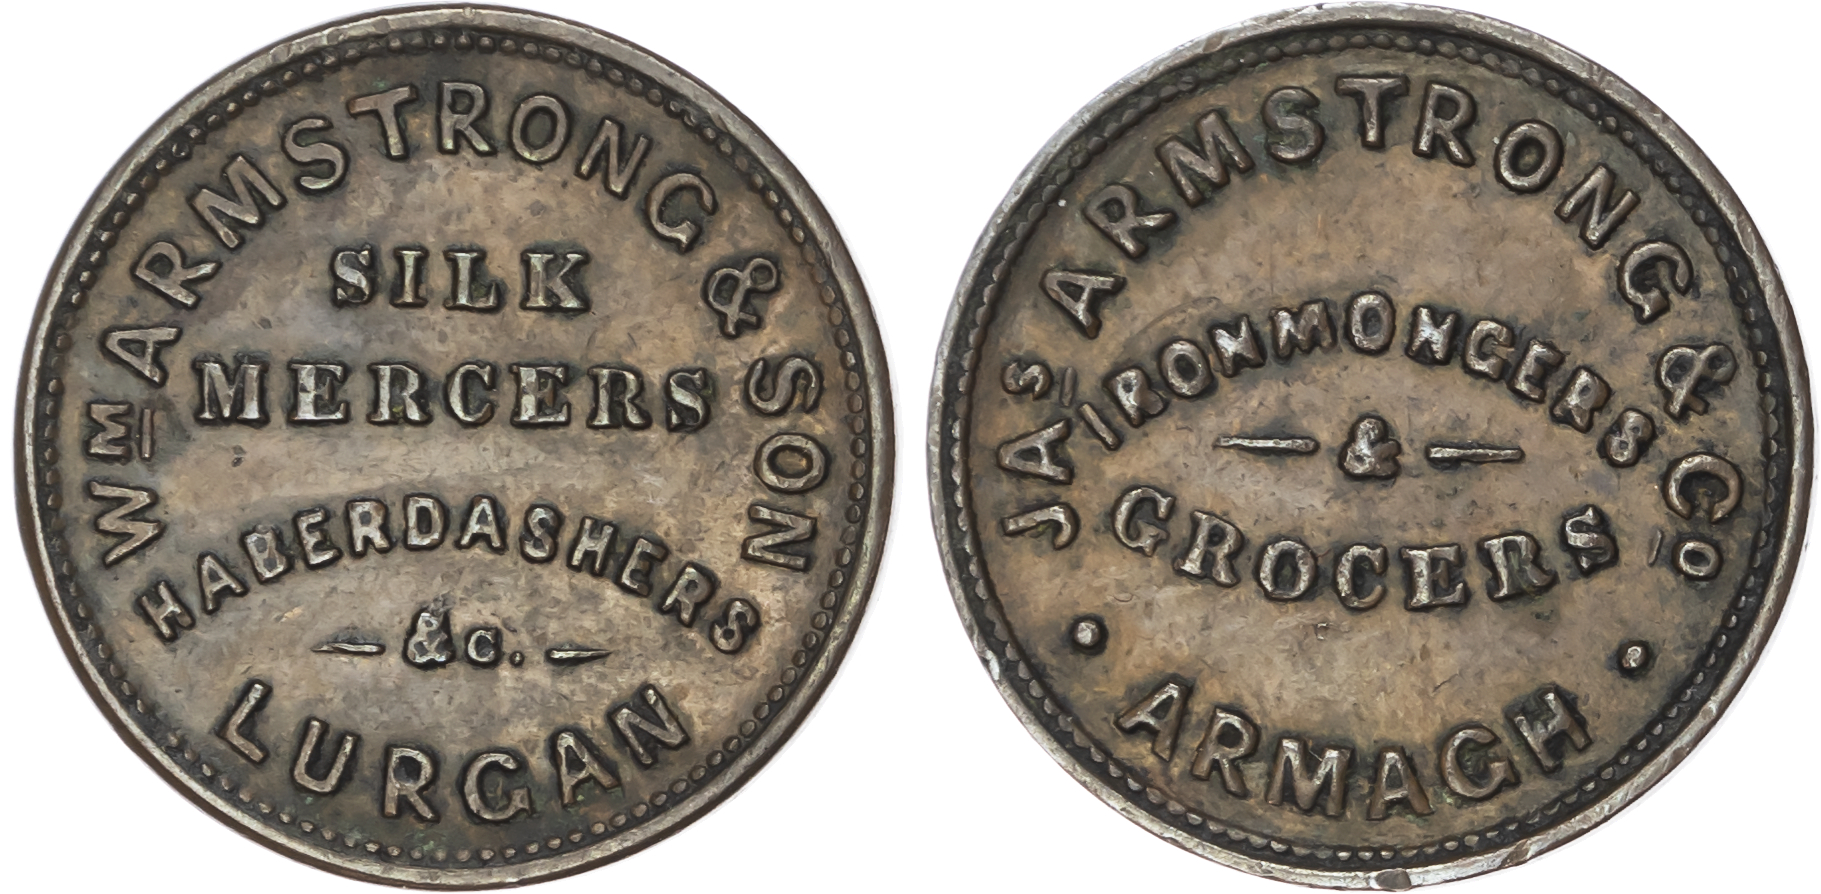 Wᴹ ARMSTRONG & SON
SILK
MERCERS
HABERDASHERS
&C.
LURGAN
JAˢ ARMSTRONG & Cº
IRONMONGERS
&
GROCERS
ARMAGH